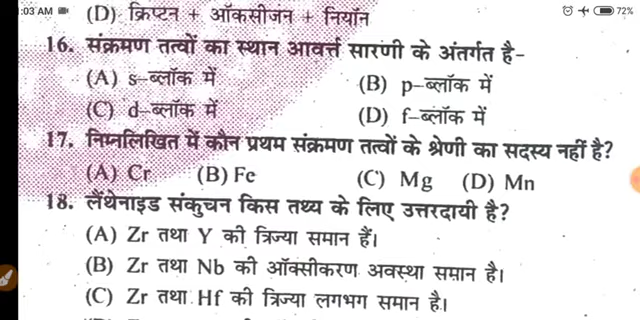 :03 AM
72%
(D) क्रिप्टन + ऑकसीजन + नियॉन
16. संक्रमण तत्वों का स्थान आवर्त्त सारणी के अंतर्गत है-
(A) s-ब्लॉक में (B) p-ब्लॉक में
(C) d-ब्लॉक में (D) f-ब्लॉक में
17. निम्नलिखित में कौन प्रथम संक्रमण तत्वों के श्रेणी का सदस्य नहीं है?
(A) Cr (B) Fe (C) Mg (D) Mn
18. लैंथेनाइड संकुचन किस तथ्य के लिए उत्तरदायी है?
(A) Zr तथा Y की त्रिज्या समान हैं।
(B) Zr तथा Nb की ऑक्सीकरण अवस्था समान है।
(C) Zr तथा Hf की त्रिज्या लगभग समान है।